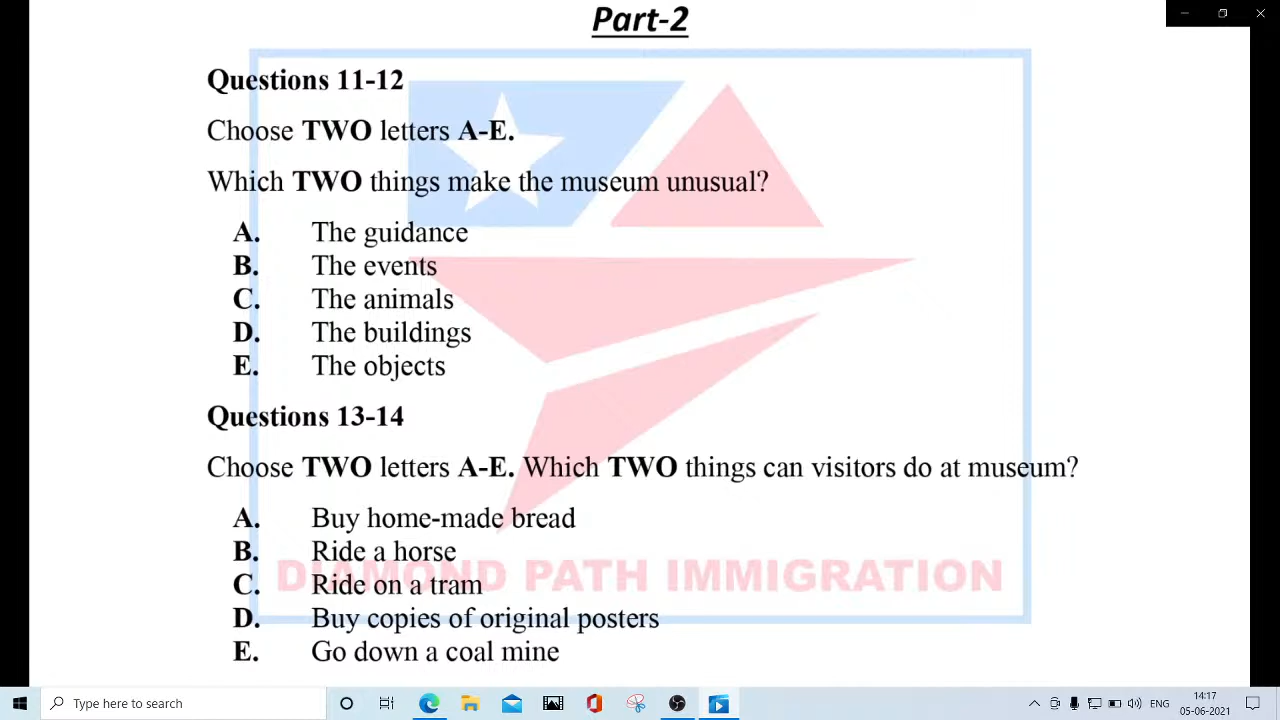 Part-2
Questions 11-12
Choose TWO letters A-E.
Which TWO things make the museum unusual?
A. The guidance
B. The events
C. The animals
D. The buildings
E. The objects
Questions 13-14
Choose TWO letters A-E. Which TWO things can visitors do at museum?
A. Buy home-made bread
B. Ride a horse
DIAMOND PATH IMMIGRATION
C. Ride on a tram
D. Buy copies of original posters
E. Go down a coal mine
Type here to search
14:17
05-06-2021